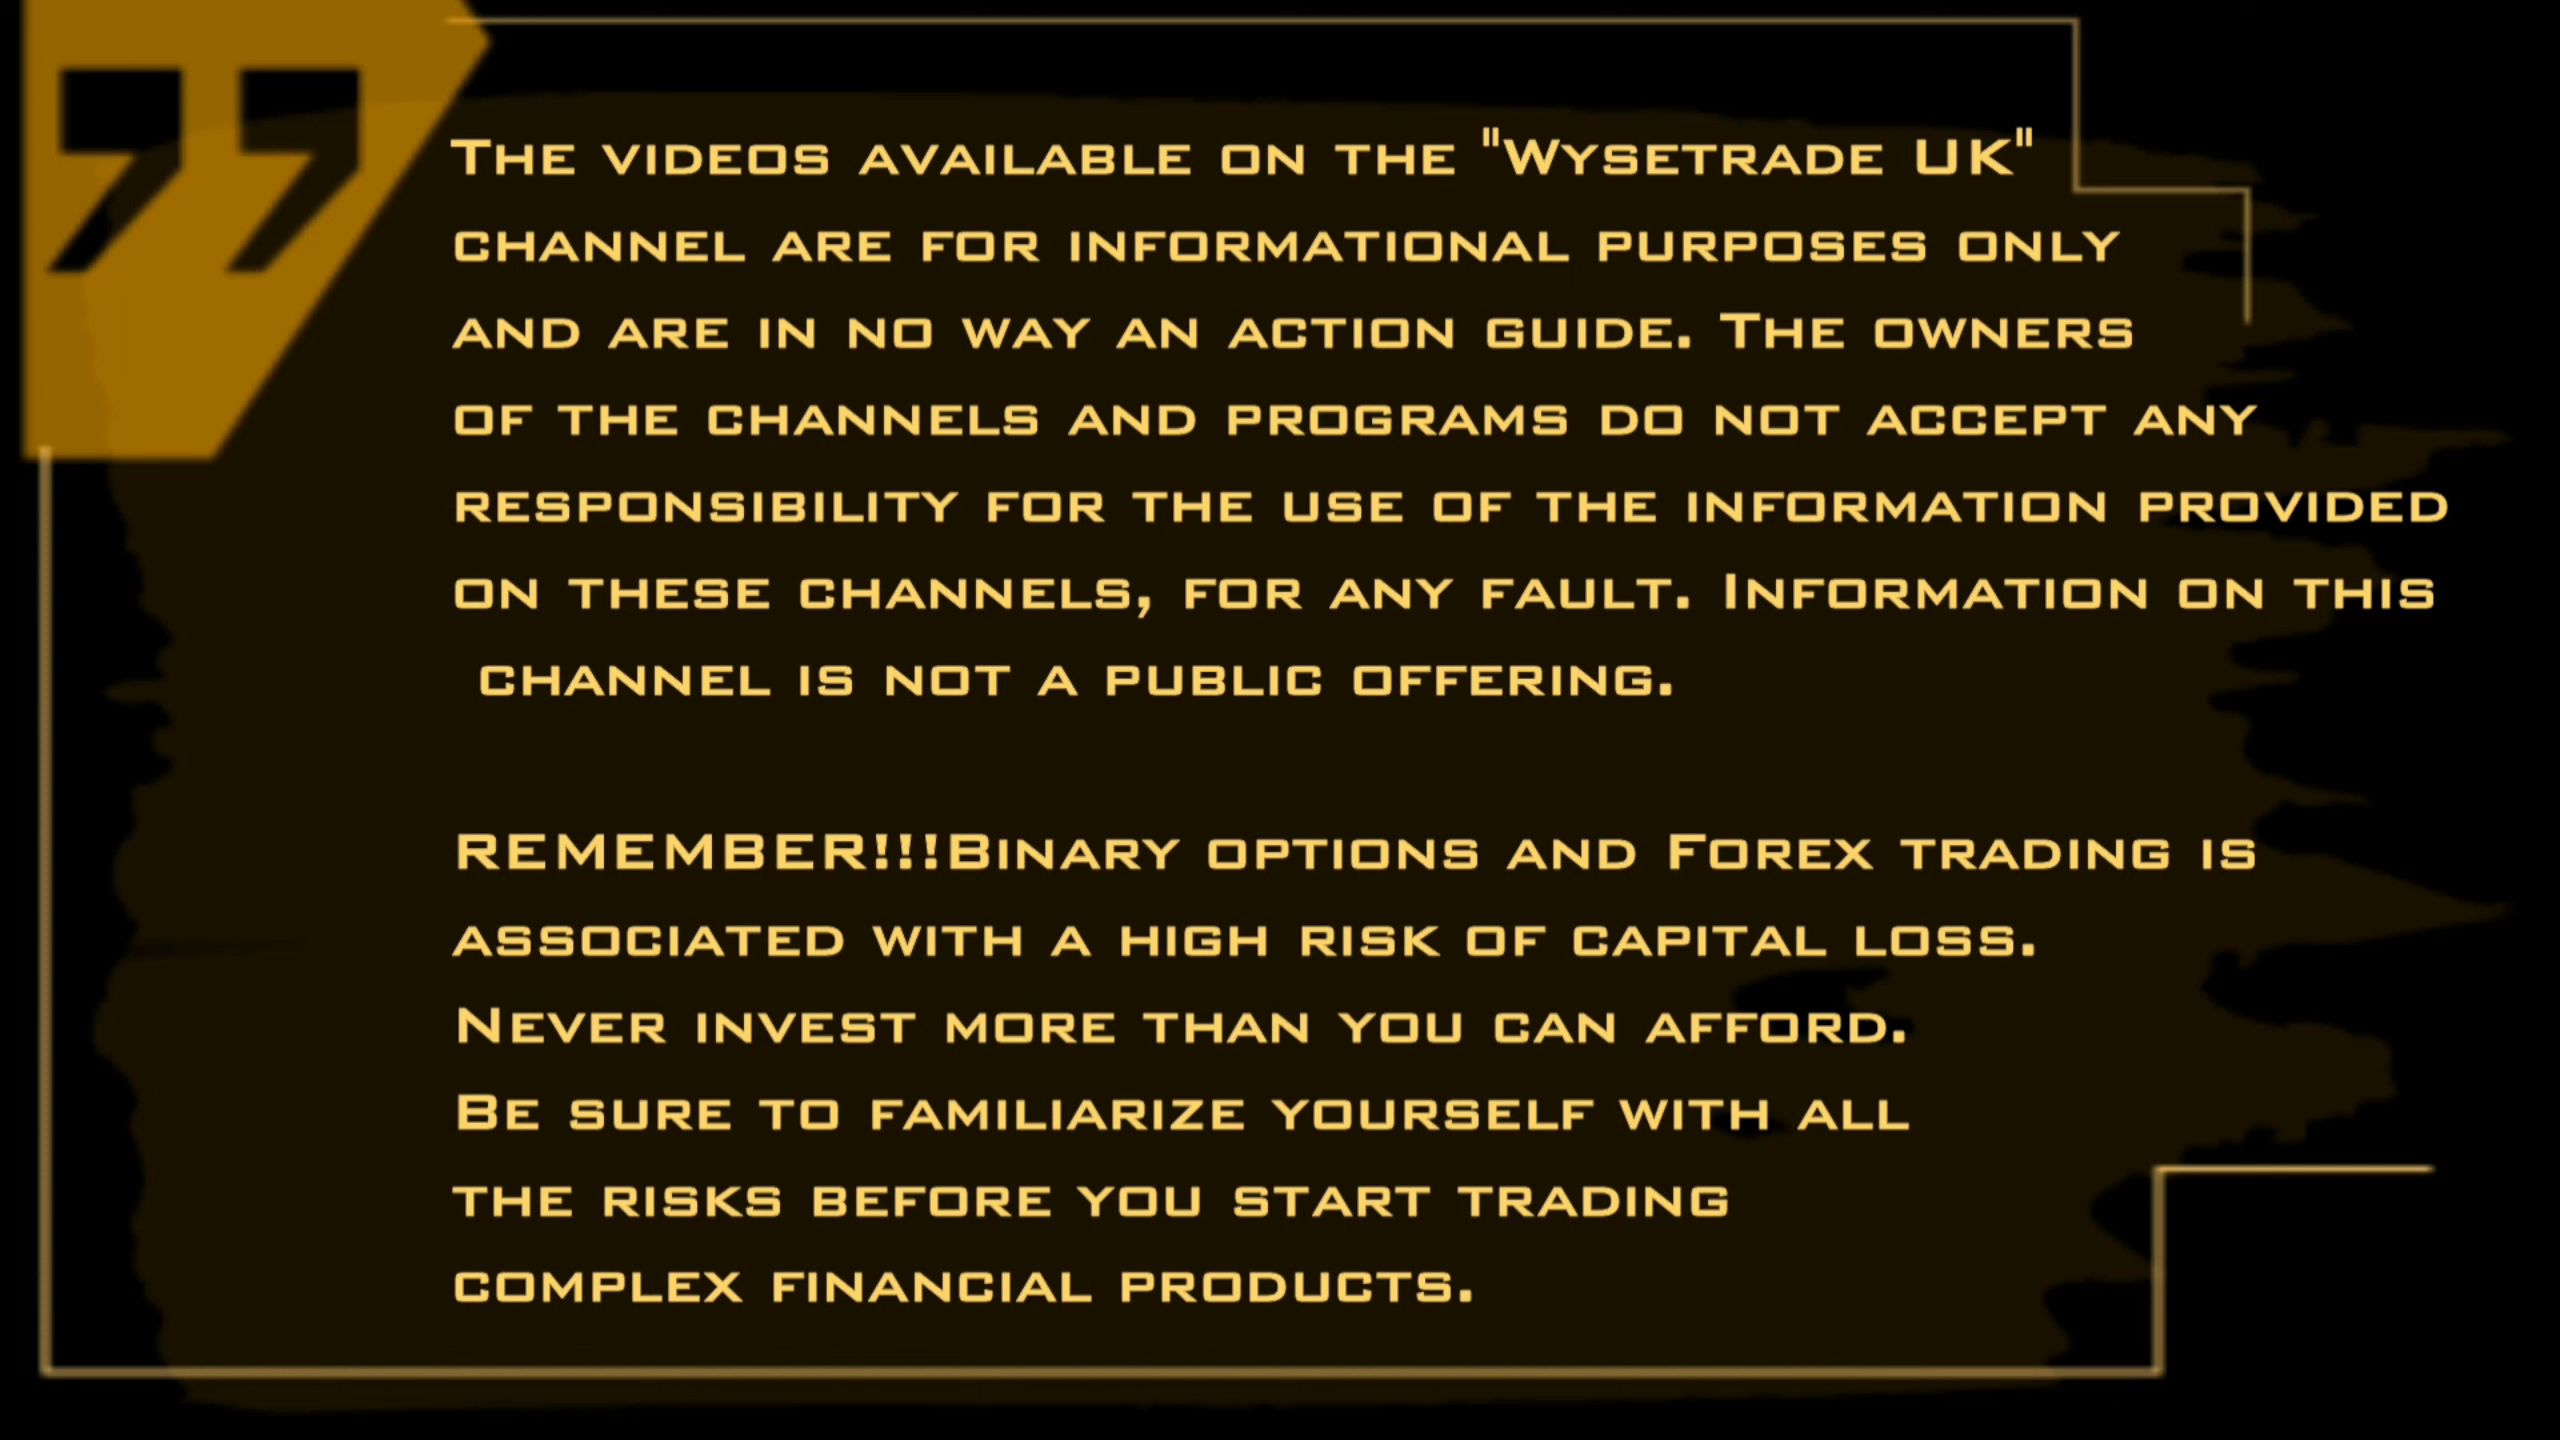 The videos available on the "Wysetrade UK"
channel are for informational purposes only
and are in no way an action guide. The owners
of the channels and programs do not accept any
responsibility for the use of the information provided
on these channels, for any fault. Information on this
channel is not a public offering.
REMEMBER!!!Binary options and Forex trading is
associated with a high risk of capital loss.
Never invest more than you can afford.
Be sure to familiarize yourself with all
the risks before you start trading
complex financial products.